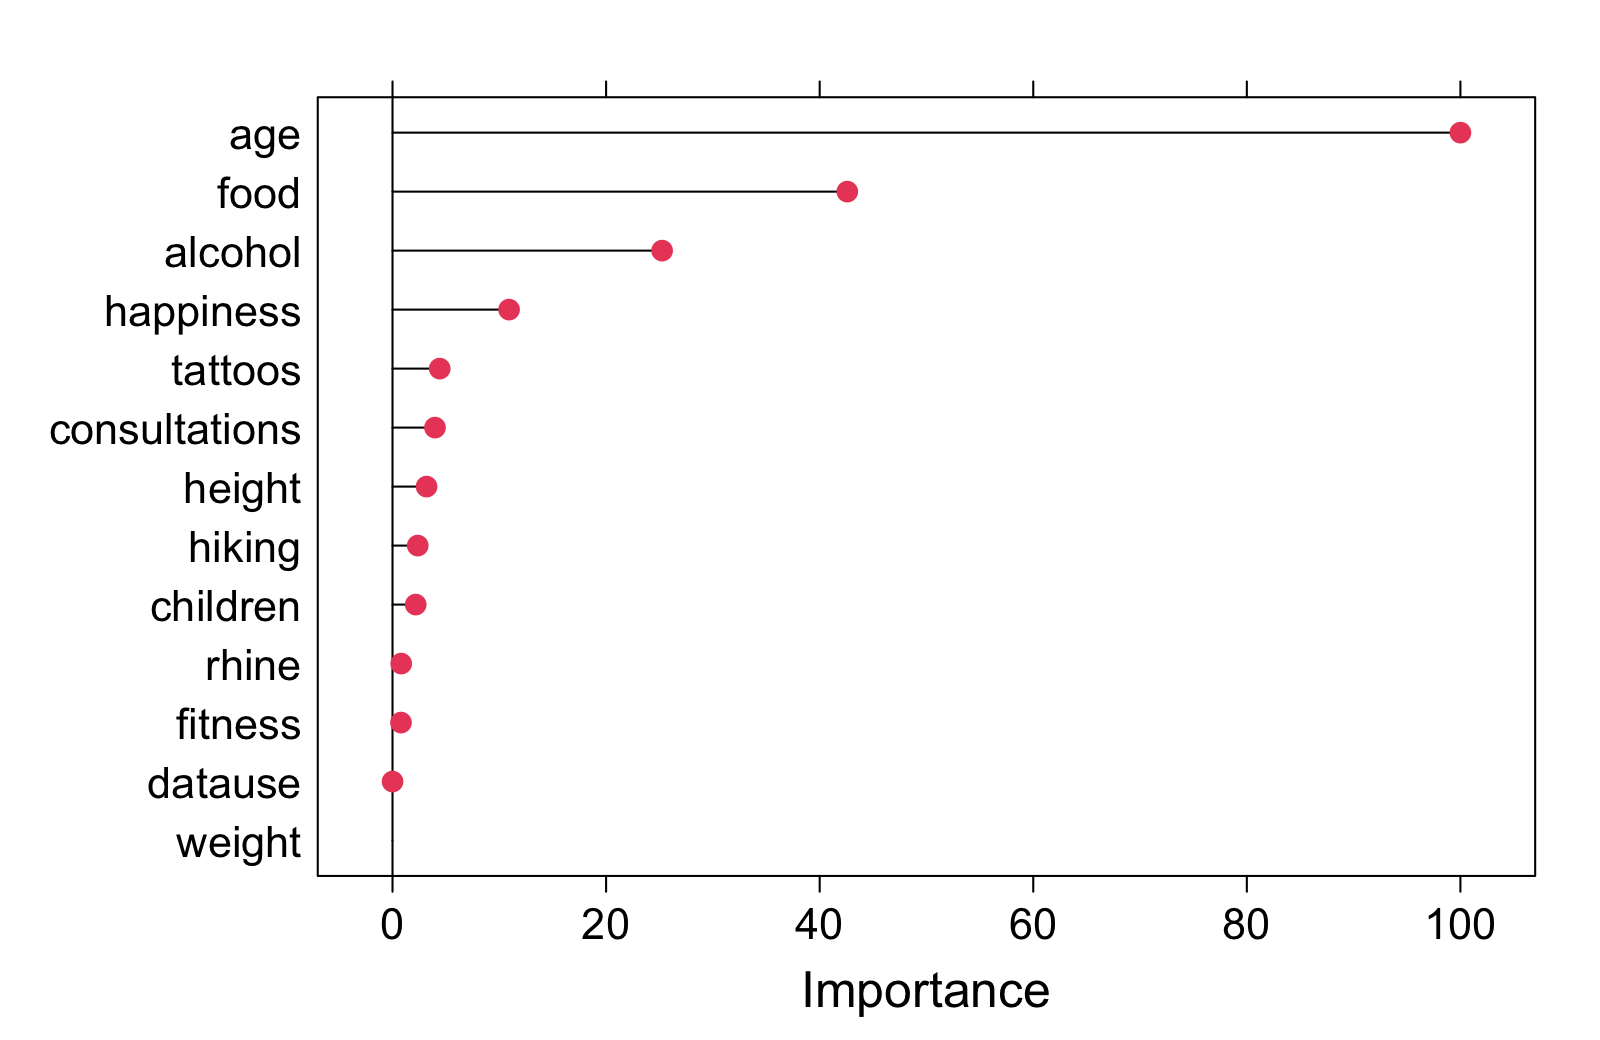 age
food
alcohol
happiness
tattoos
consultations
height
hiking
children
rhine
fitness
datause
weight
0 20 40 60 80 100
Importance